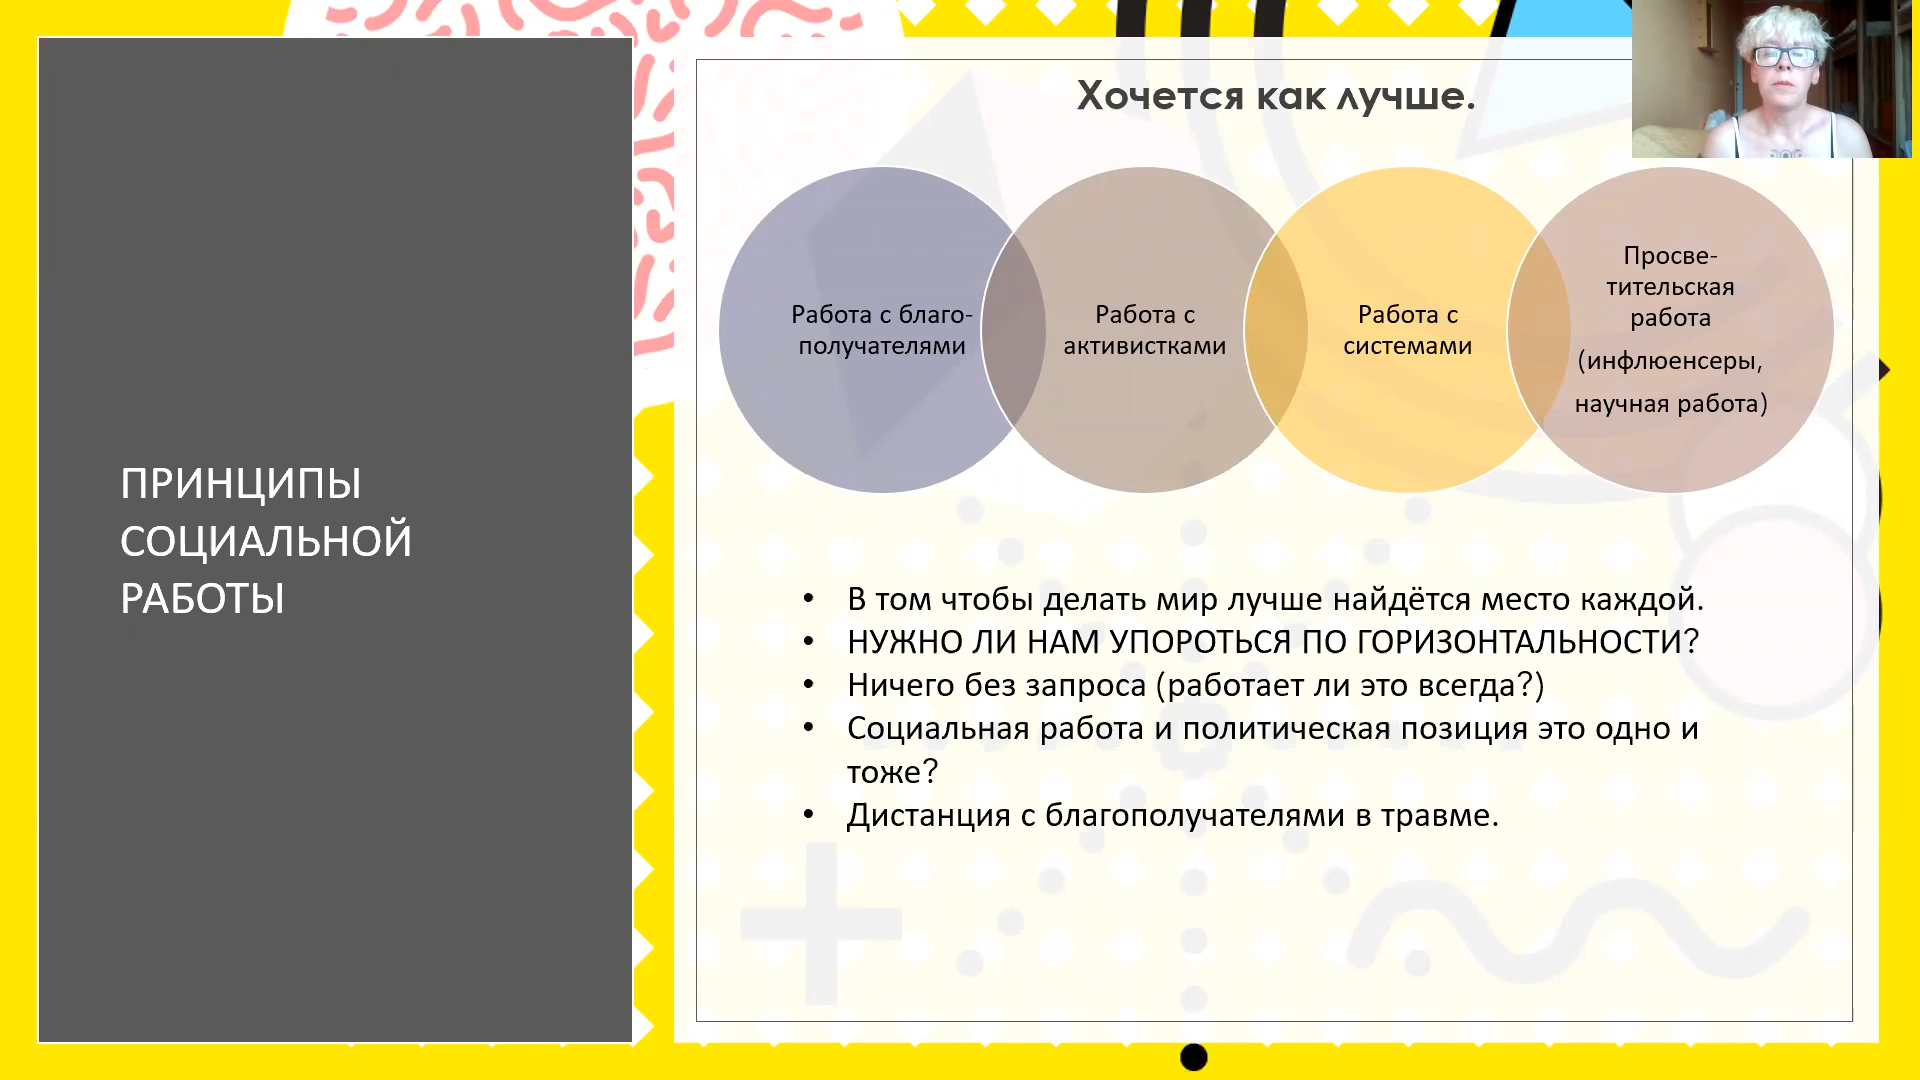 ПРИНЦИПЫ
СОЦИАЛЬНОЙ
РАБОТЫ
Хочется как лучше.
Работа с благо-
получателями
Работа с
активистками
Работа с
системами
Просве-
тительская
работа
(инфлюенсеры,
научная работа)
• В том чтобы делать мир лучше найдётся место каждой.
• НУЖНО ЛИ НАМ УПОРОТЬСЯ ПО ГОРИЗОНТАЛЬНОСТИ?
• Ничего без запроса (работает ли это всегда?)
• Социальная работа и политическая позиция это одно и
тоже?
• Дистанция с благополучателями в травме.